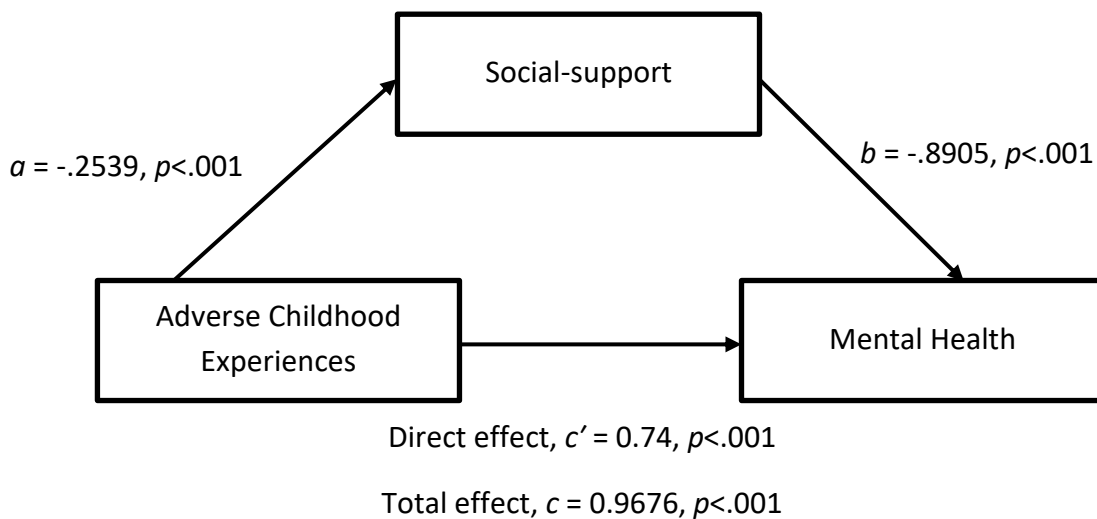 Social-support
a = -.2539, p<.001
b = -.8905, p<.001
Adverse Childhood
Experiences
Mental Health
Direct effect, c′ = 0.74, p<.001
Total effect, c = 0.9676, p<.001